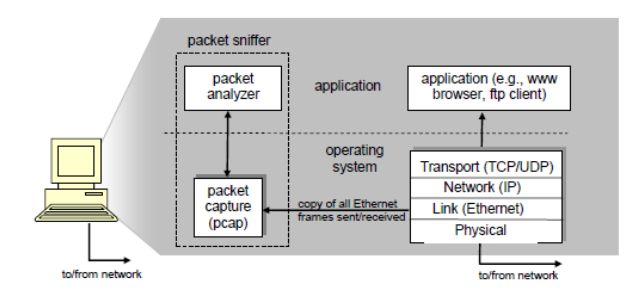 packet sniffer
packet
analyzer
application
application (e.g., www
browser, ftp client)
operating
system
packet
capture
(pcap)
copy of all Ethernet
frames sent/received
Transport (TCP/UDP)
Network (IP)
Link (Ethernet)
Physical
to/from network
to/from network